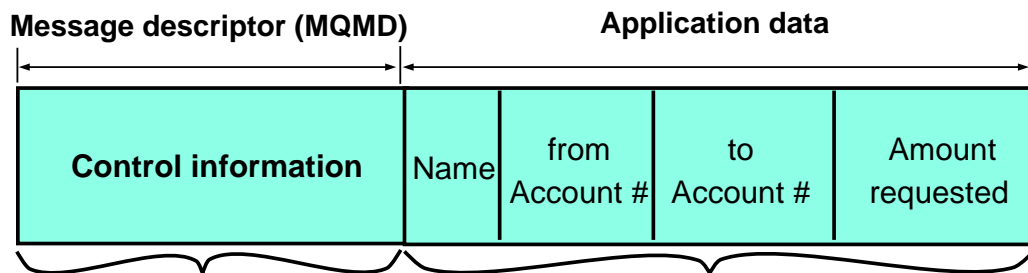 Message descriptor (MQMD)
Application data
Control information
Name
from
Account #
to
Account #
Amount
requested